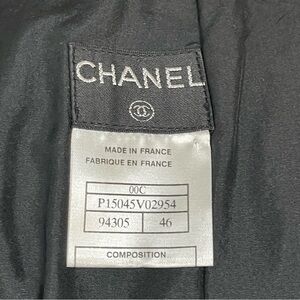 CHANEL
MADE IN FRANCE
FABRIQUE EN FRANCE
00C
P15045V02954
94305 46
COMPOSITION